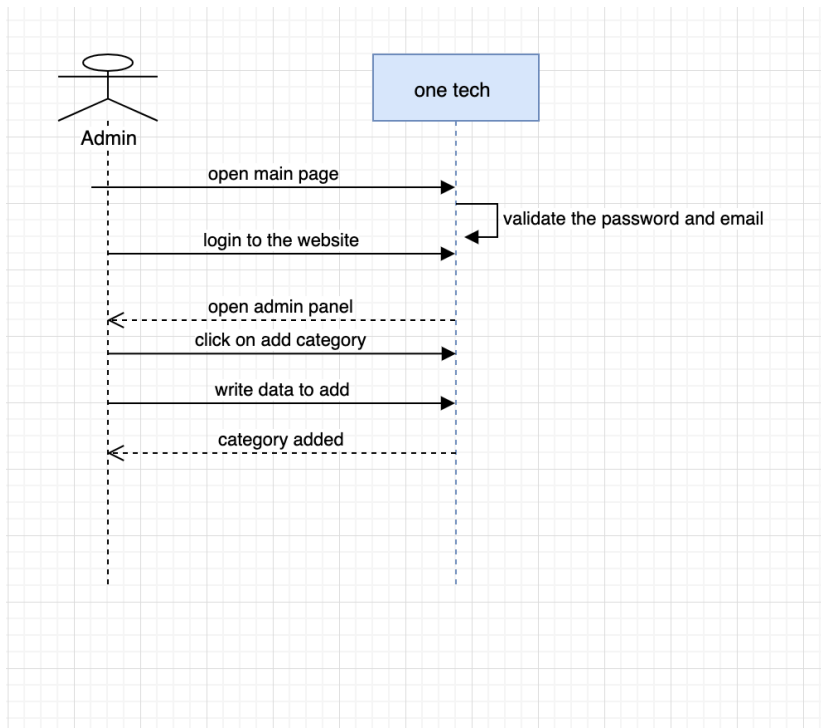 one tech
Admin
open main page
validate the password and email
login to the website
open admin panel
click on add category
write data to add
category added